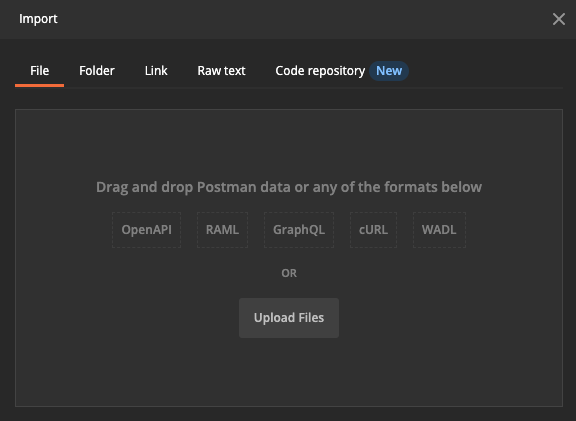 Import
File Folder Link Raw text Code repository New
Drag and drop Postman data or any of the formats below
OpenAPI RAML GraphQL cURL WADL
OR
Upload Files